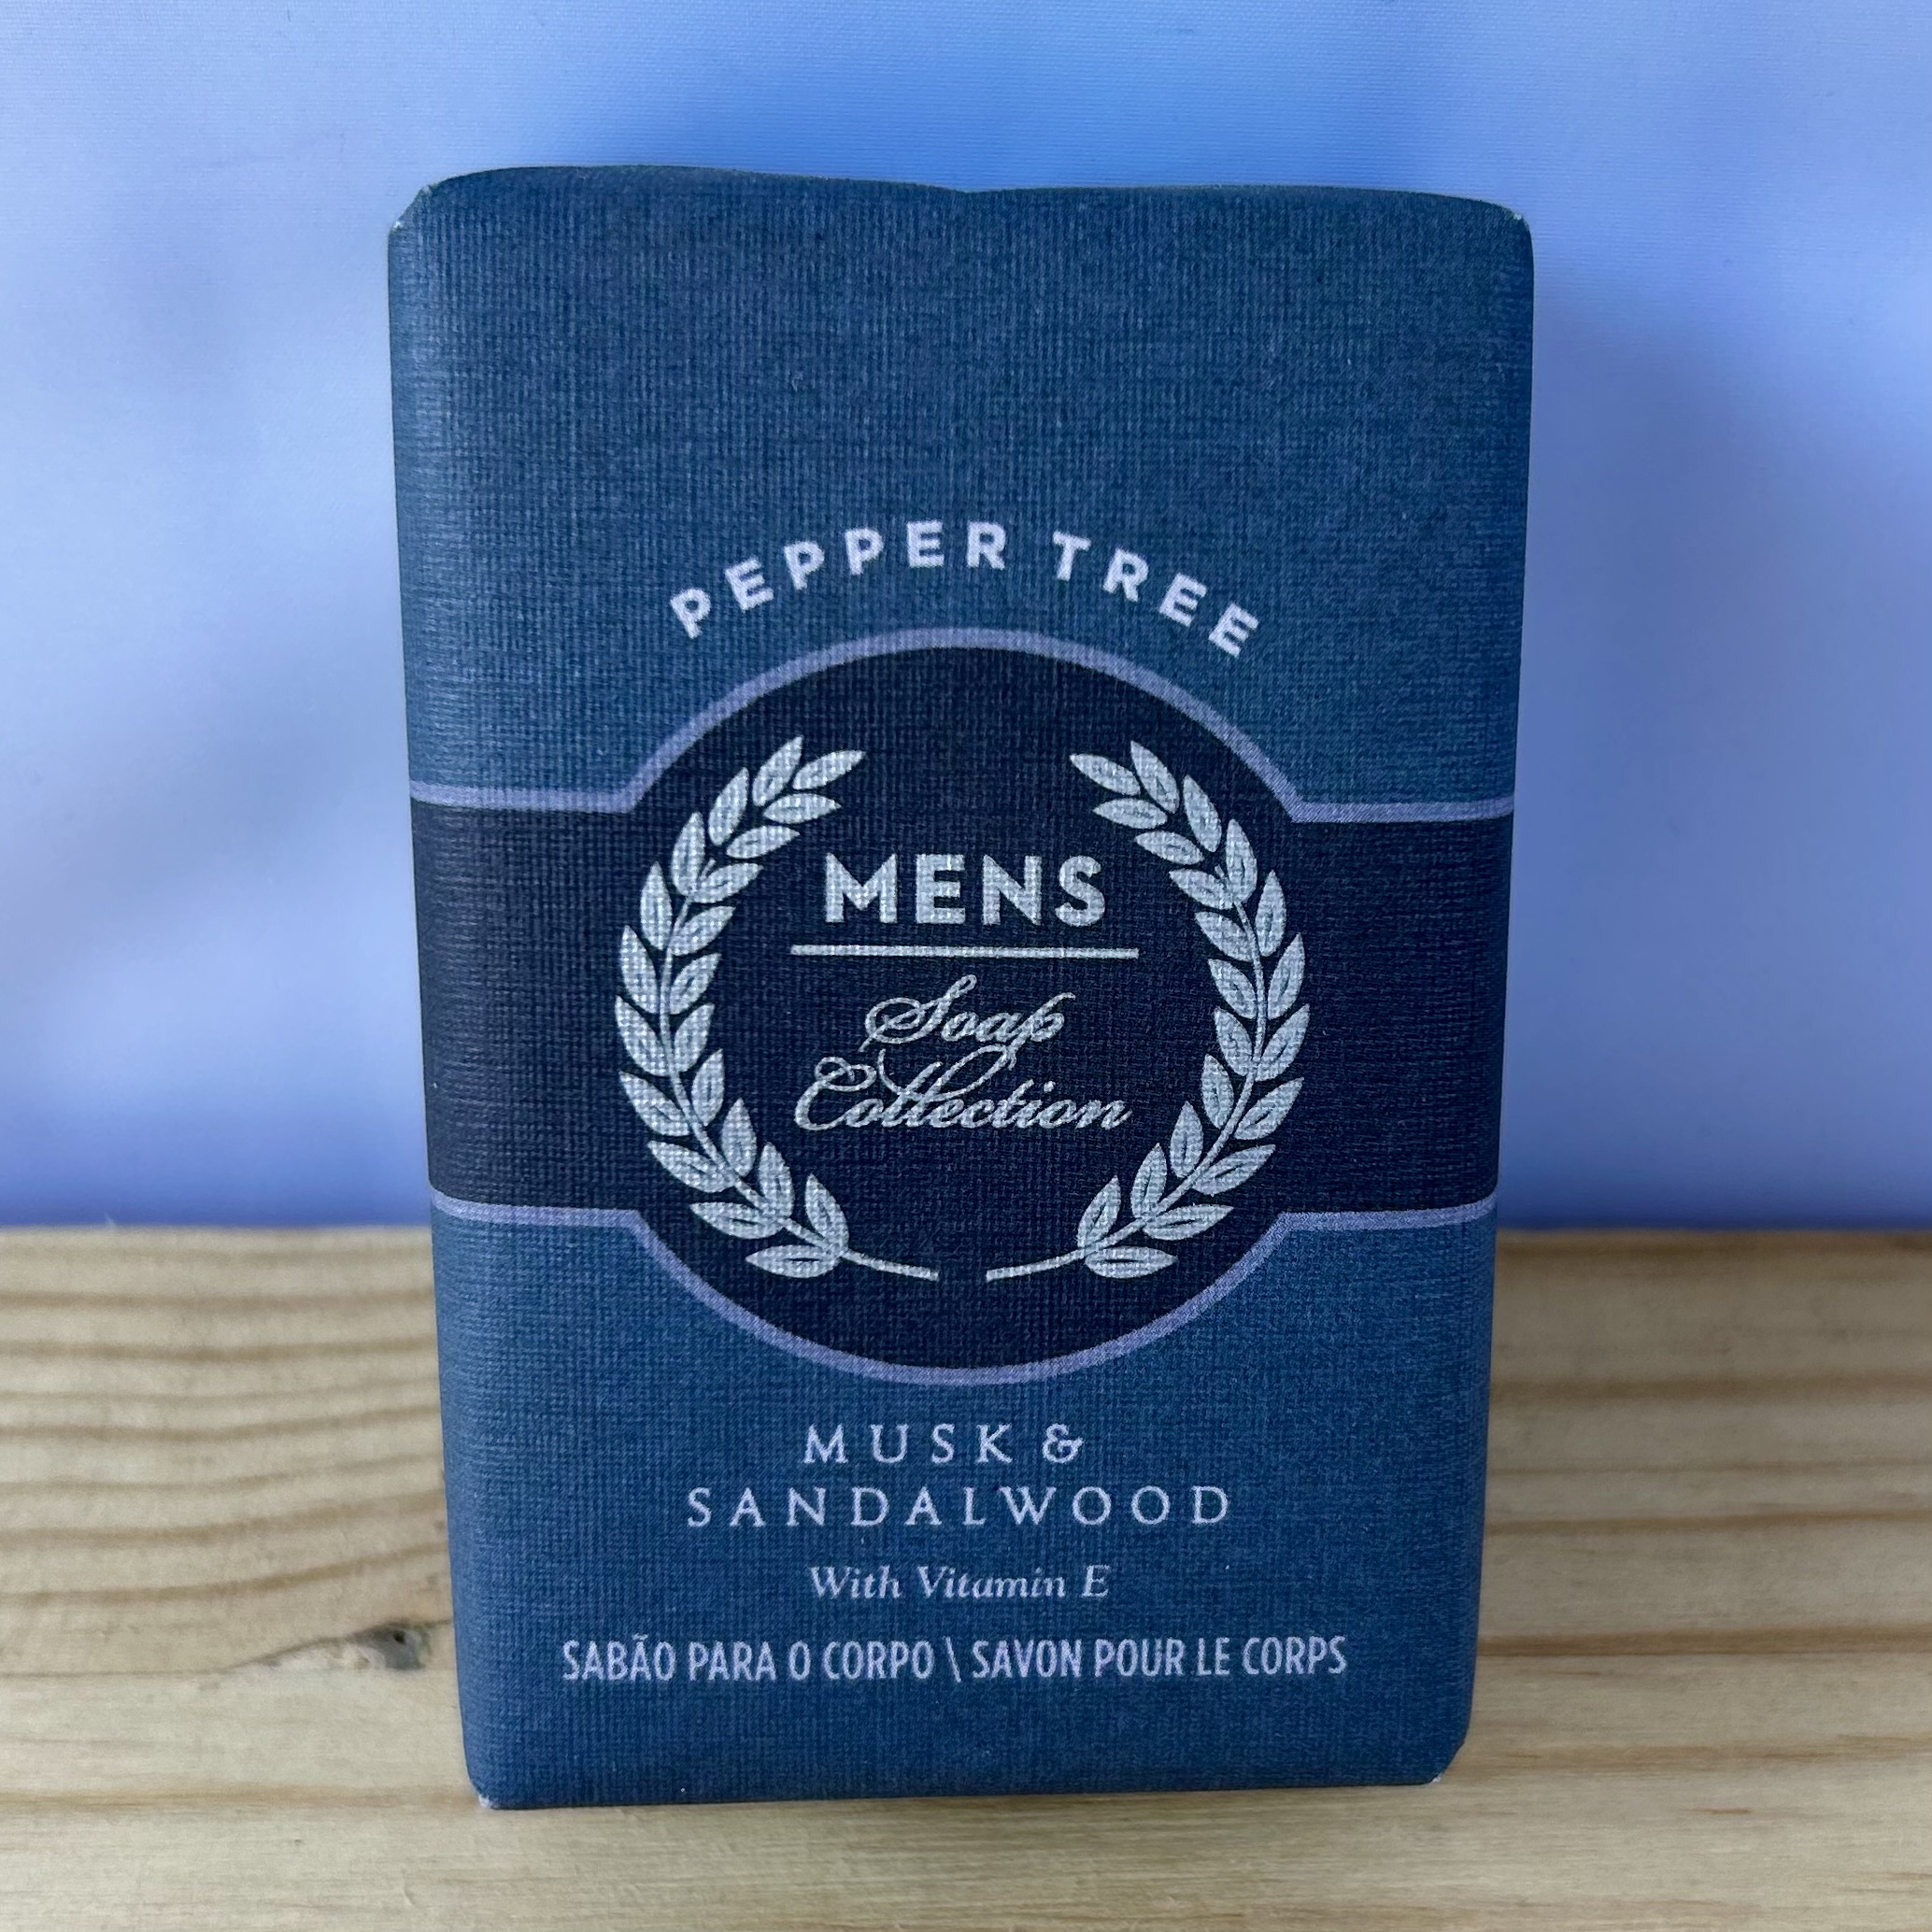 PEPPER TREE
MENS
Soap
Collection
MUSK &
SANDALWOOD
With Vitamin E
SABÃO PARA O CORPO \ SAVON POUR LE CORPS